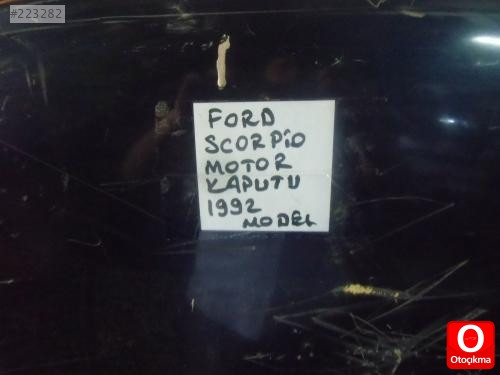 #223282
FORD
SCORPİO
MOTOR
KAPUTU
1992
MODEL
O
Otoçıkma